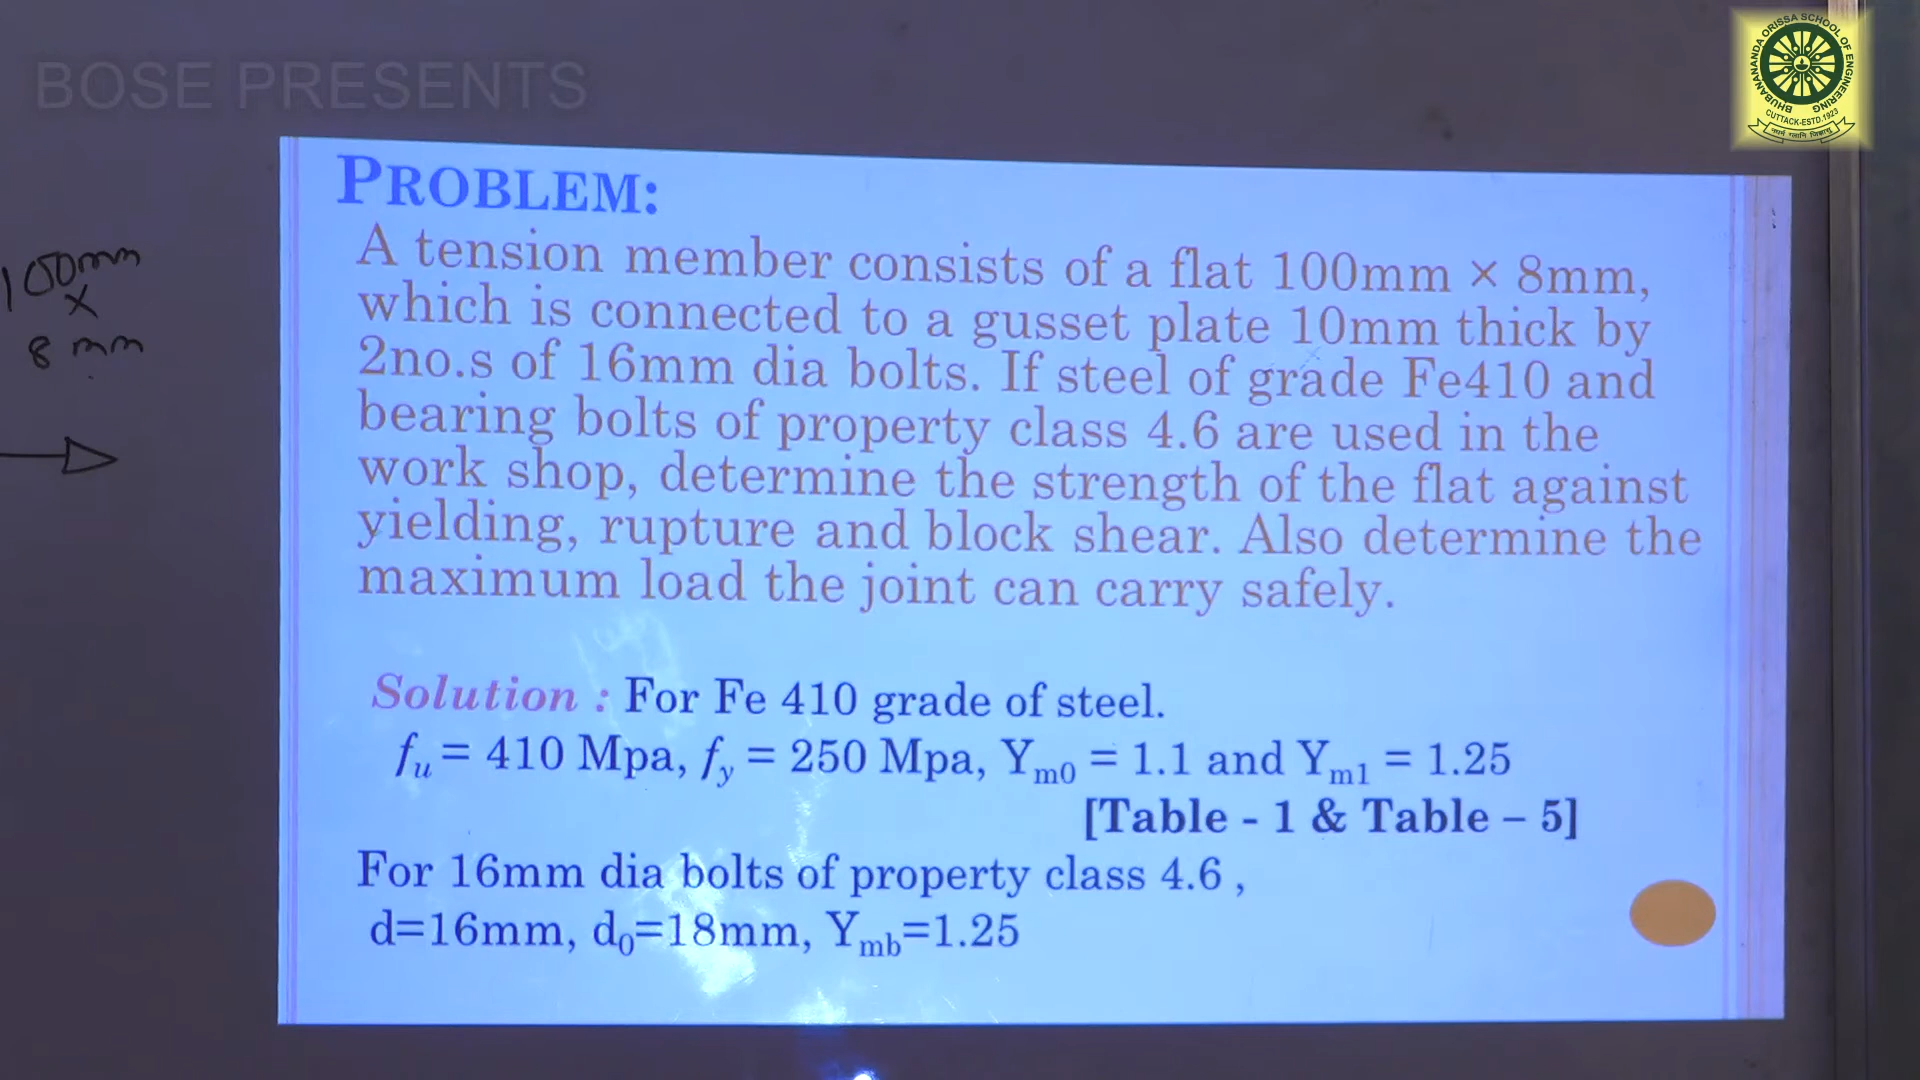 BOSE PRESENTS
BHUBANANANDA ORISSA SCHOOL OF ENGINEERING
CUTTACK-ESTD.1923
100mm
×
8 mm
PROBLEM:
A tension member consists of a flat 100mm × 8mm,
which is connected to a gusset plate 10mm thick by
2no.s of 16mm dia bolts. If steel of grade Fe410 and
bearing bolts of property class 4.6 are used in the
work shop, determine the strength of the flat against
yielding, rupture and block shear. Also determine the
maximum load the joint can carry safely.
Solution : For Fe 410 grade of steel.
fu = 410 Mpa, fy = 250 Mpa, Ym0 = 1.1 and Ym1 = 1.25
[Table - 1 & Table – 5]
For 16mm dia bolts of property class 4.6 ,
d=16mm, d0=18mm, Ymb=1.25